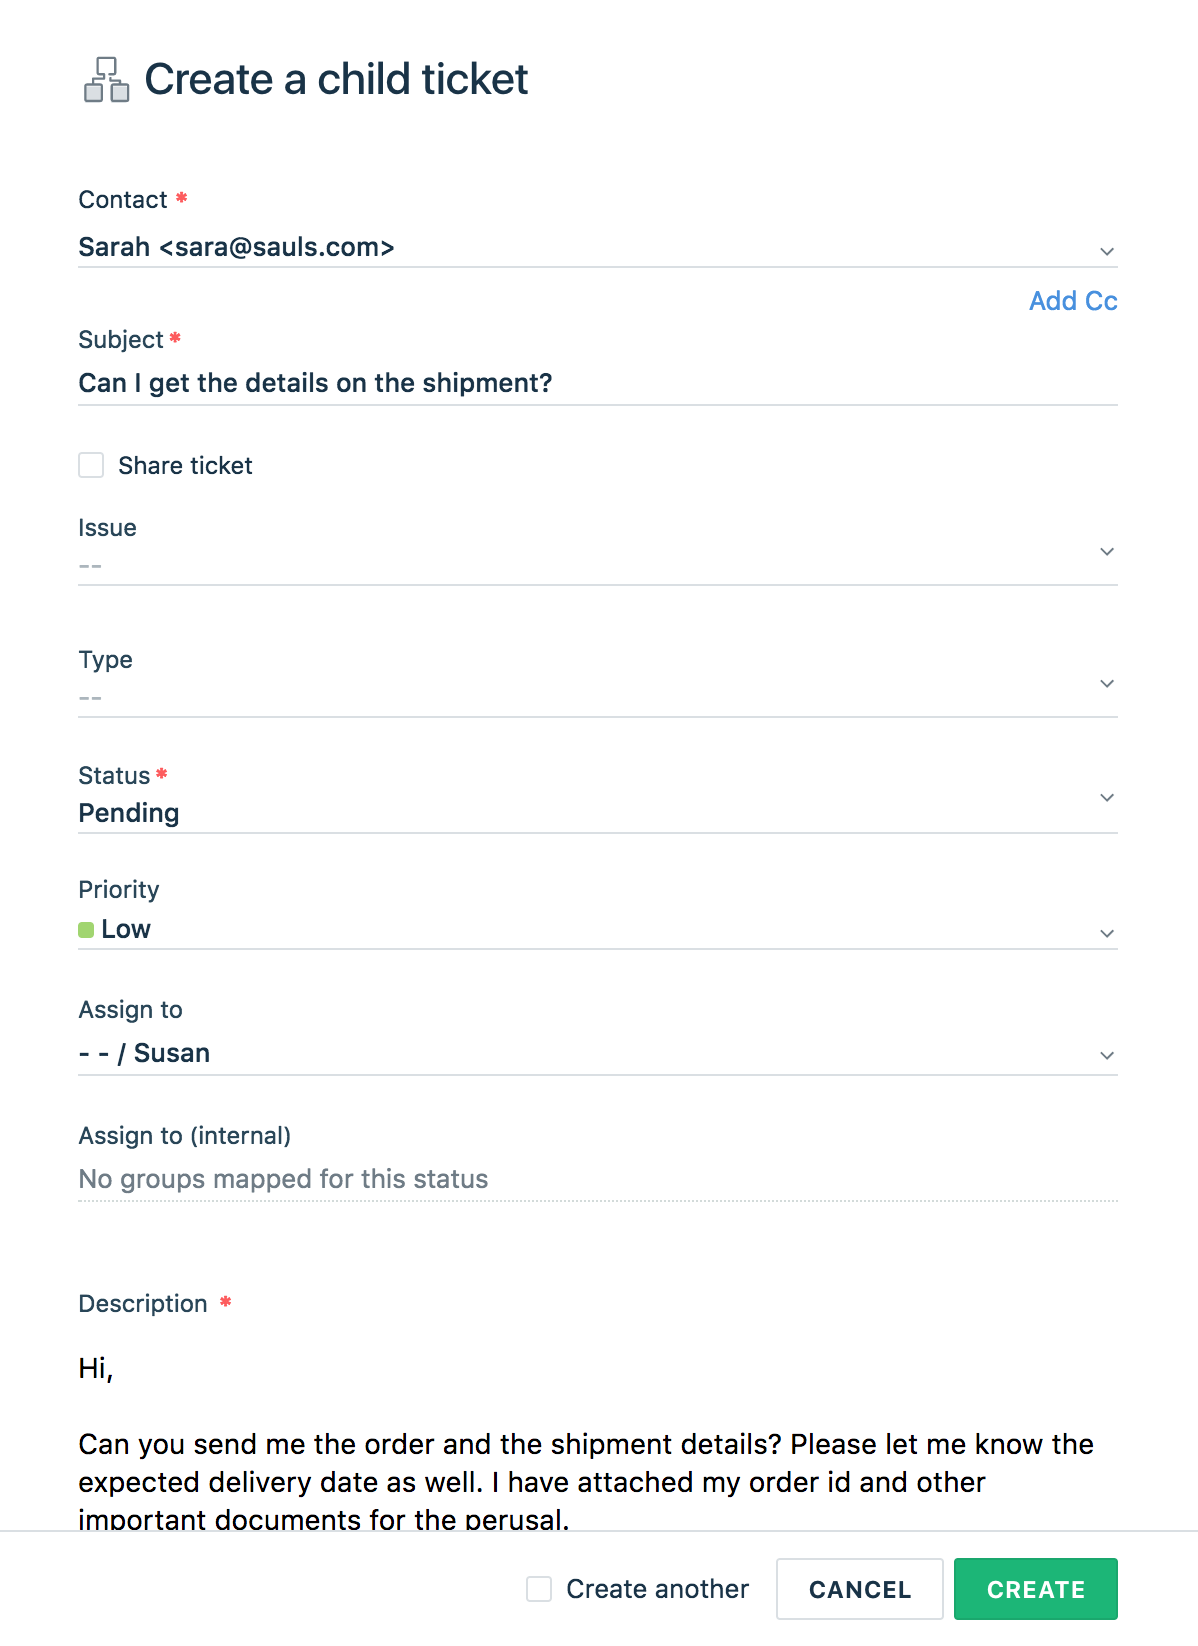 Create a child ticket
Contact *
Sarah <sara@sauls.com>
Add Cc
Subject *
Can I get the details on the shipment?
Share ticket
Issue
--
Type
--
Status *
Pending
Priority
Low
Assign to
- - / Susan
Assign to (internal)
No groups mapped for this status
Description *
Hi,
Can you send me the order and the shipment details? Please let me know the
expected delivery date as well. I have attached my order id and other
important documents for the perusal.
Create another
CANCEL
CREATE